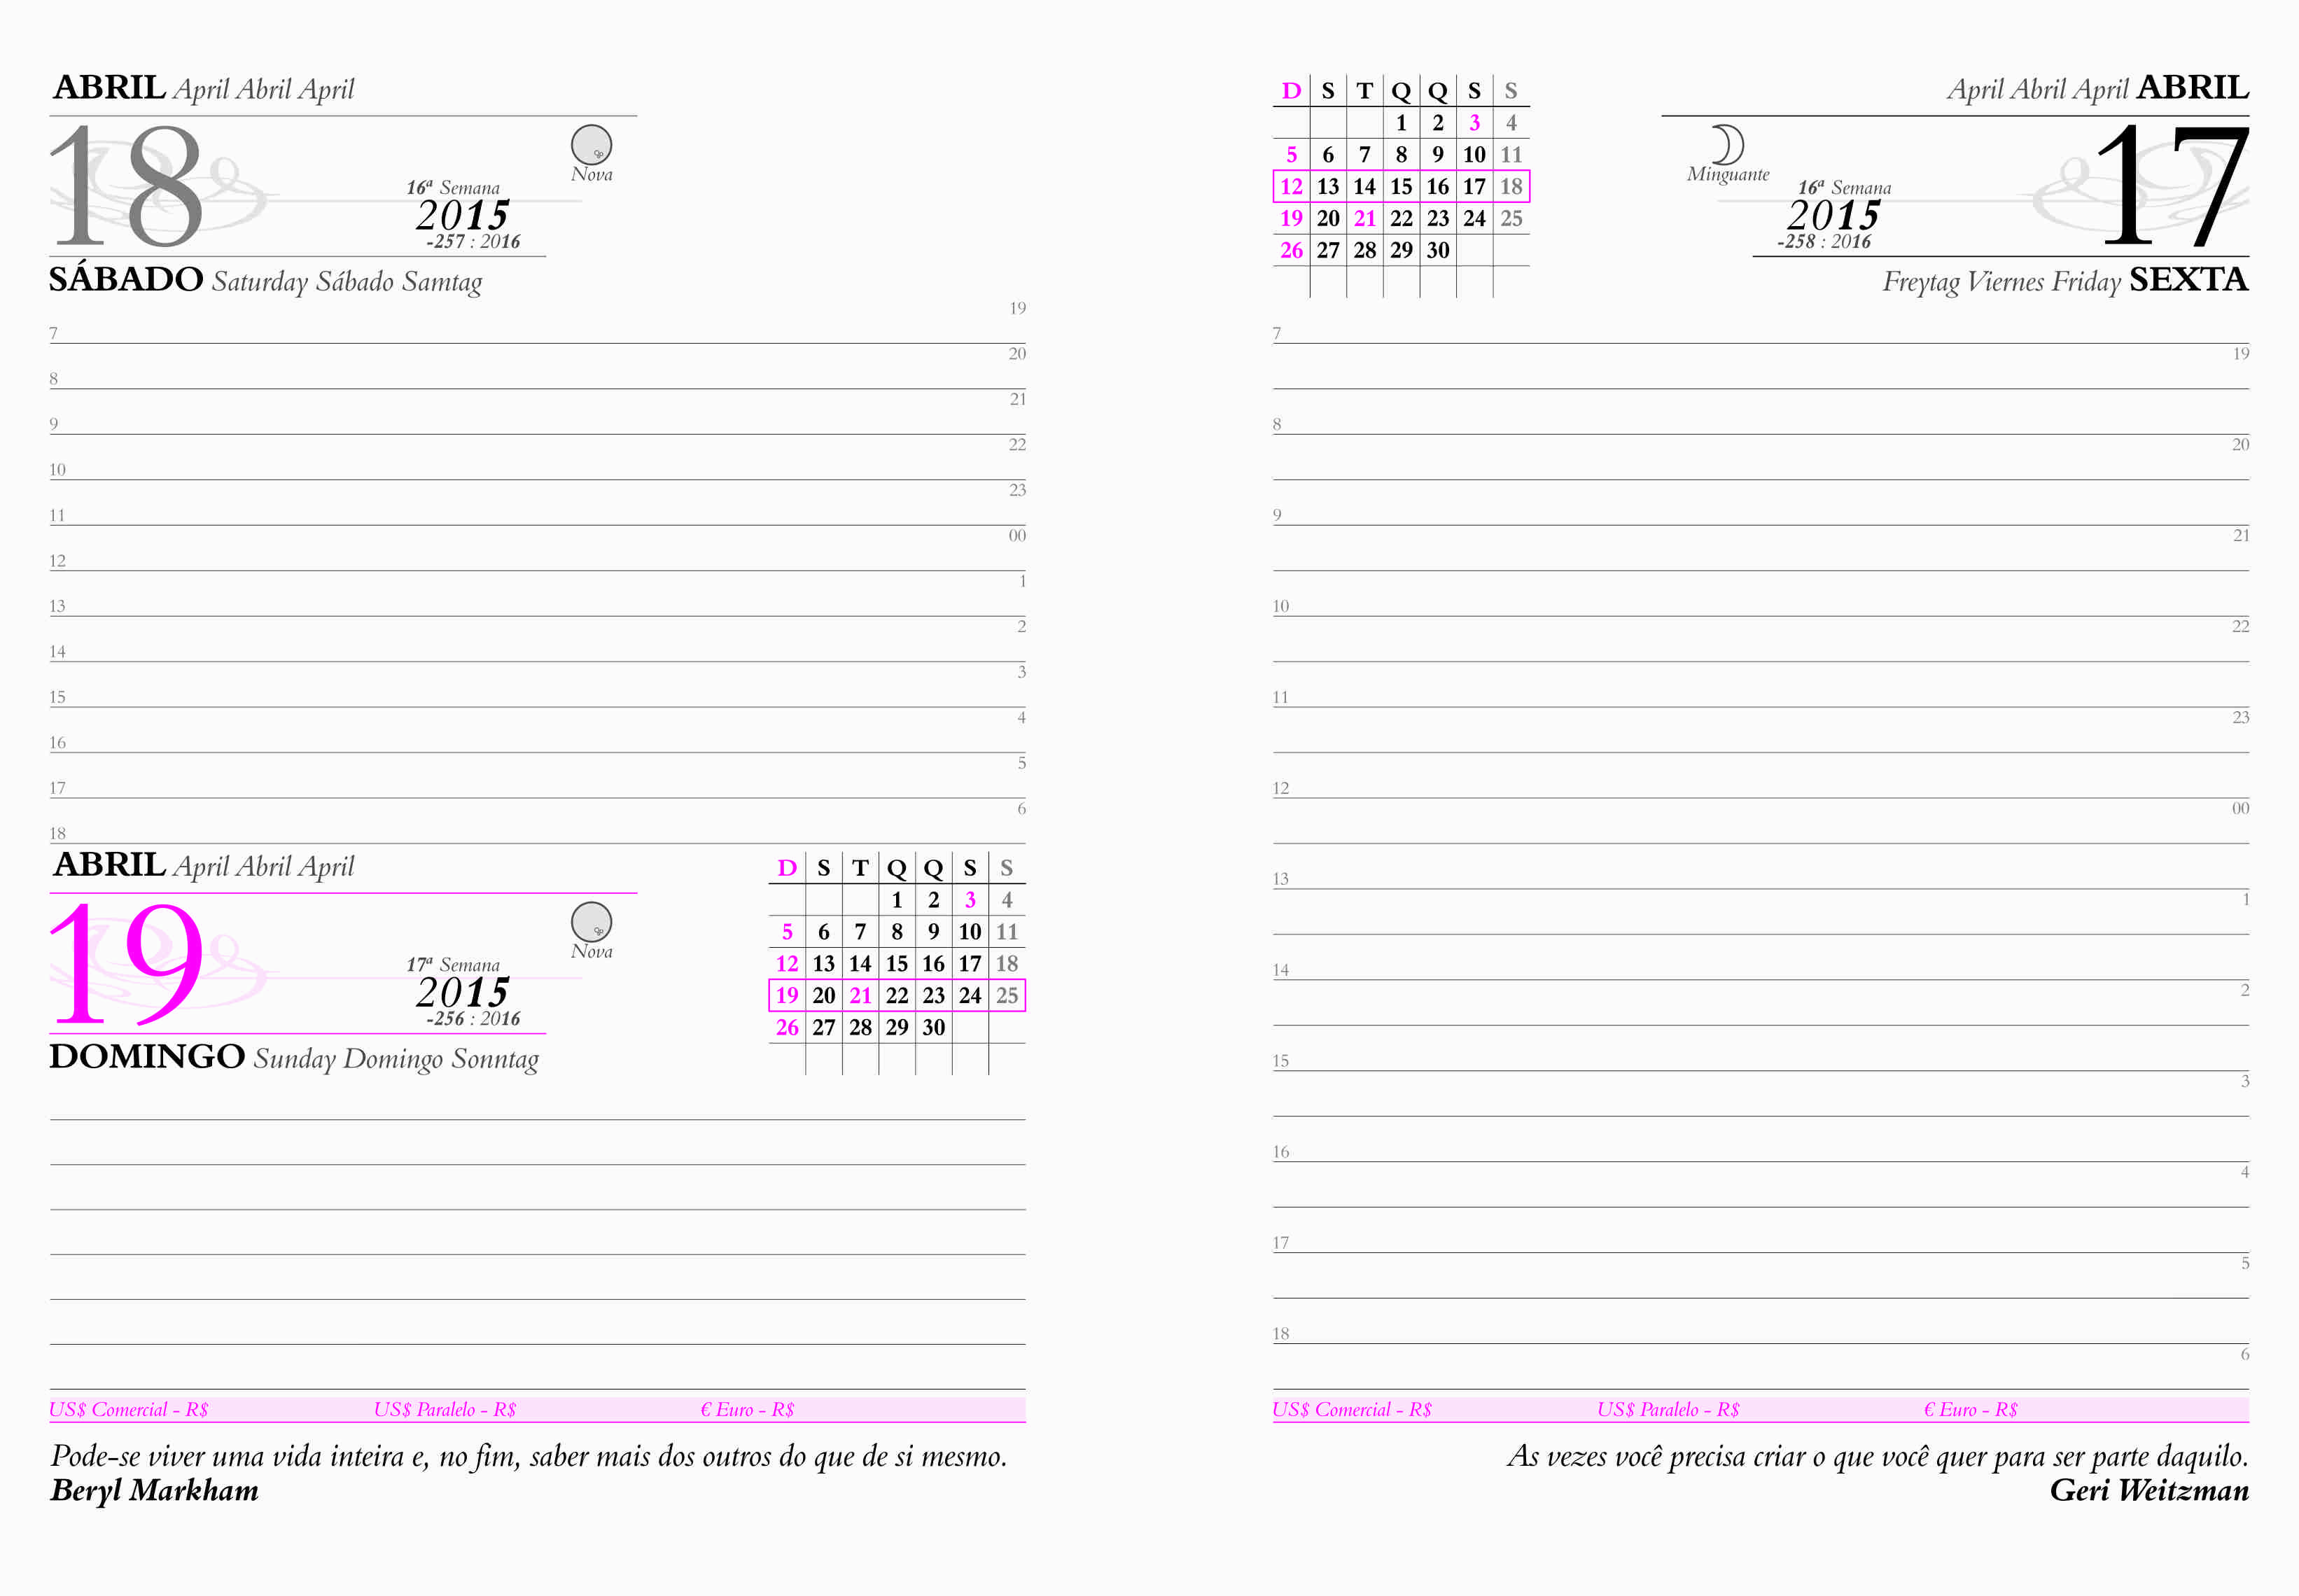 ABRIL April Abril April
18
Nova
16ª Semana
2015
-257 : 2016
SÁBADO Saturday Sábado Samtag
19
7
20
8
21
9
22
10
23
11
00
12
1
13
2
14
3
15
4
16
5
17
6
18
ABRIL April Abril April
19
Nova
17ª Semana
2015
-256 : 2016
DOMINGO Sunday Domingo Sonntag
D S T Q Q S S
1 2 3 4
5 6 7 8 9 10 11
12 13 14 15 16 17 18
19 20 21 22 23 24 25
26 27 28 29 30
US$ Comercial - R$ US$ Paralelo - R$ € Euro - R$
Pode-se viver uma vida inteira e, no fim, saber mais dos outros do que de si mesmo.
Beryl Markham
D S T Q Q S S
1 2 3 4
5 6 7 8 9 10 11
12 13 14 15 16 17 18
19 20 21 22 23 24 25
26 27 28 29 30
April Abril April ABRIL
Minguante
16ª Semana
2015
-258 : 2016
17
Freytag Viernes Friday SEXTA
7
19
8
20
9
21
10
22
11
23
12
00
13
1
14
2
15
3
16
4
17
5
18
6
US$ Comercial - R$ US$ Paralelo - R$ € Euro - R$
As vezes você precisa criar o que você quer para ser parte daquilo.
Geri Weitzman